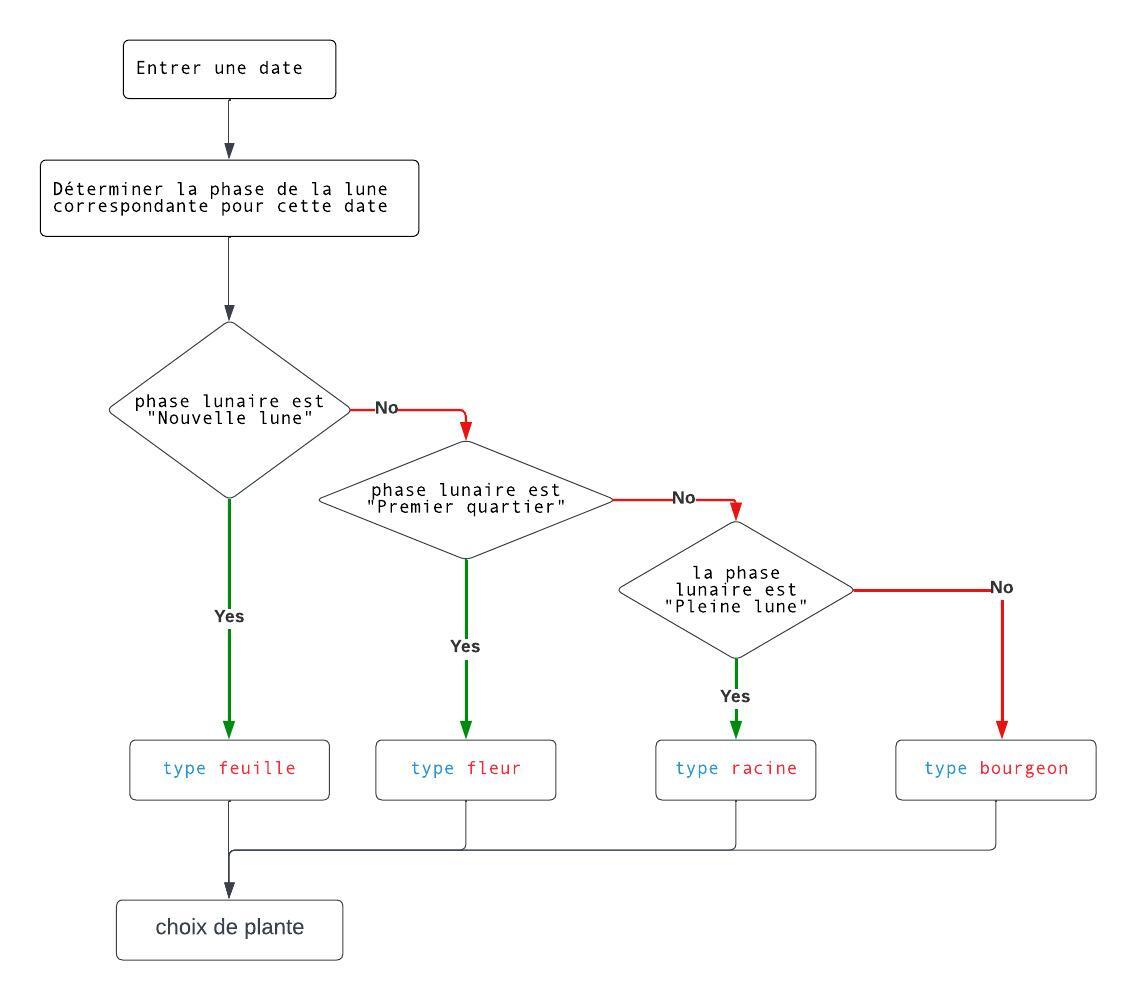 Entrer une date
Déterminer la phase de la lune
correspondante pour cette date
phase lunaire est
"Nouvelle lune"
No
phase lunaire est
"Premier quartier"
No
la phase
lunaire est
"Pleine lune"
No
Yes
Yes
Yes
type feuille
type fleur
type racine
type bourgeon
choix de plante